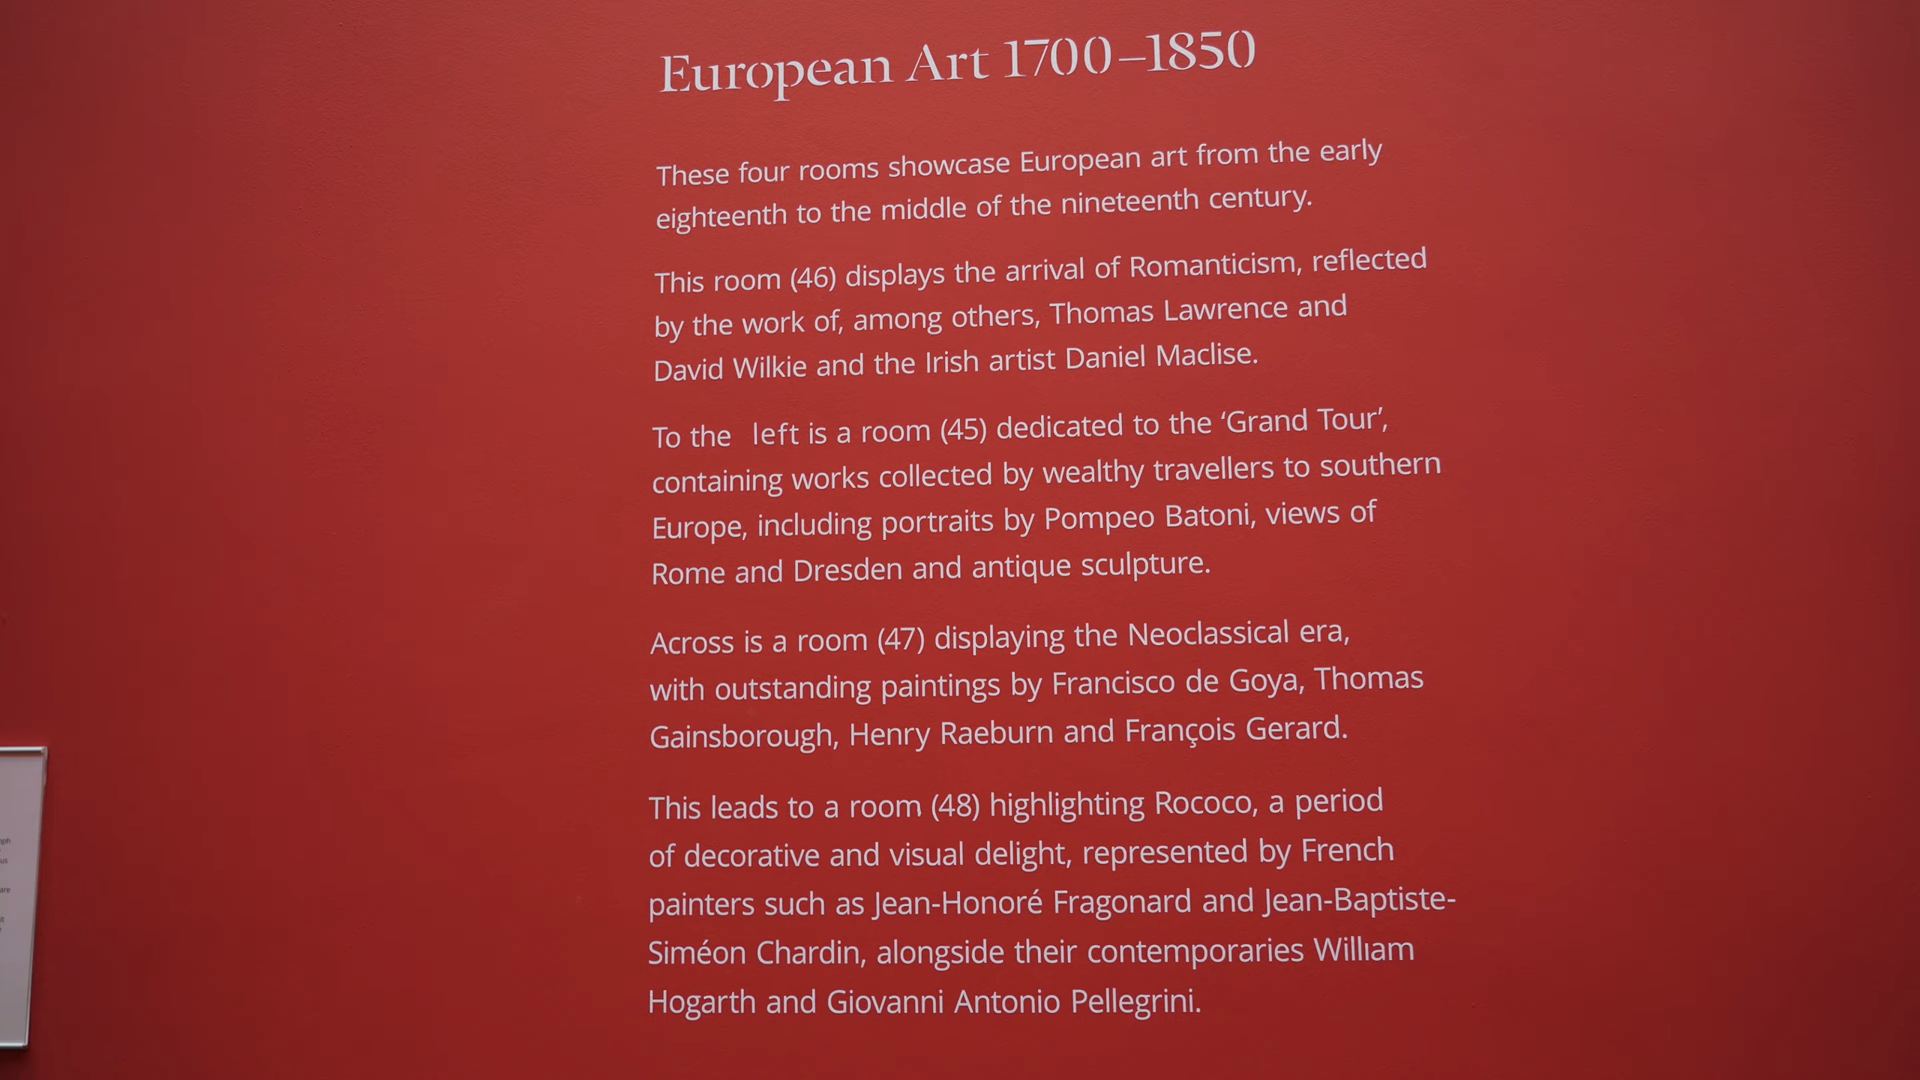 European Art 1700–1850
These four rooms showcase European art from the early
eighteenth to the middle of the nineteenth century.
This room (46) displays the arrival of Romanticism, reflected
by the work of, among others, Thomas Lawrence and
David Wilkie and the Irish artist Daniel Maclise.
To the left is a room (45) dedicated to the ‘Grand Tour’,
containing works collected by wealthy travellers to southern
Europe, including portraits by Pompeo Batoni, views of
Rome and Dresden and antique sculpture.
Across is a room (47) displaying the Neoclassical era,
with outstanding paintings by Francisco de Goya, Thomas
Gainsborough, Henry Raeburn and François Gerard.
This leads to a room (48) highlighting Rococo, a period
of decorative and visual delight, represented by French
painters such as Jean-Honoré Fragonard and Jean-Baptiste-
Siméon Chardin, alongside their contemporaries William
Hogarth and Giovanni Antonio Pellegrini.